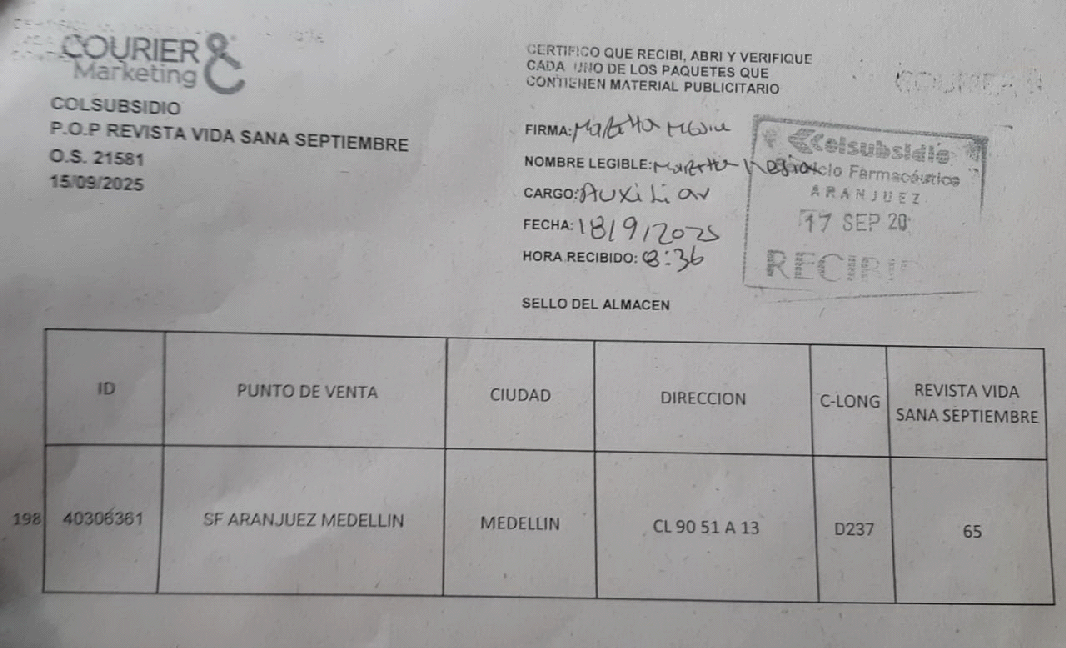 COURIER &
Marketing
COLSUBSIDIO
P.O.P REVISTA VIDA SANA SEPTIEMBRE
O.S. 21581
15/09/2025
CERTIFICO QUE RECIBI, ABRI Y VERIFIQUE
CADA UNO DE LOS PAQUETES QUE
CONTIENEN MATERIAL PUBLICITARIO
FIRMA:
NOMBRE LEGIBLE:
CARGO: Auxiliar
FECHA: 18/9/2025
HORA RECIBIDO: 8:36
SELLO DEL ALMACEN
Colsubsidio
Farmacéutico
ARANJUEZ
17 SEP 20
ID PUNTO DE VENTA CIUDAD DIRECCION C-LONG REVISTA VIDA SANA SEPTIEMBRE
198 40306361 SF ARANJUEZ MEDELLIN MEDELLIN CL 90 51 A 13 D237 65